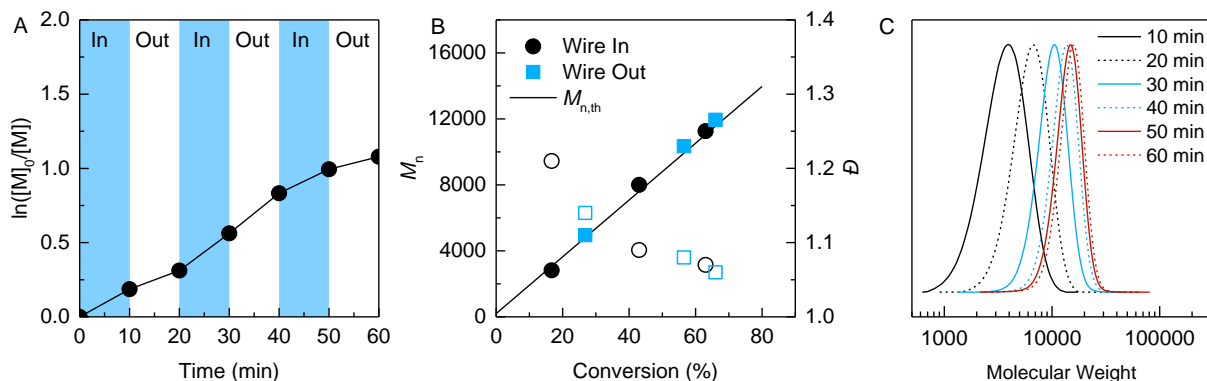 A
In Out In Out In Out
2.0
1.5
1.0
0.5
0.0
ln([M]0/[M])
0 10 20 30 40 50 60
Time (min)
B
Wire In
Wire Out
Mn,th
16000
12000
8000
4000
0
Mn
1.4
1.3
1.2
1.1
1.0
Đ
0 20 40 60 80
Conversion (%)
C
10 min
20 min
30 min
40 min
50 min
60 min
1000 10000 100000
Molecular Weight